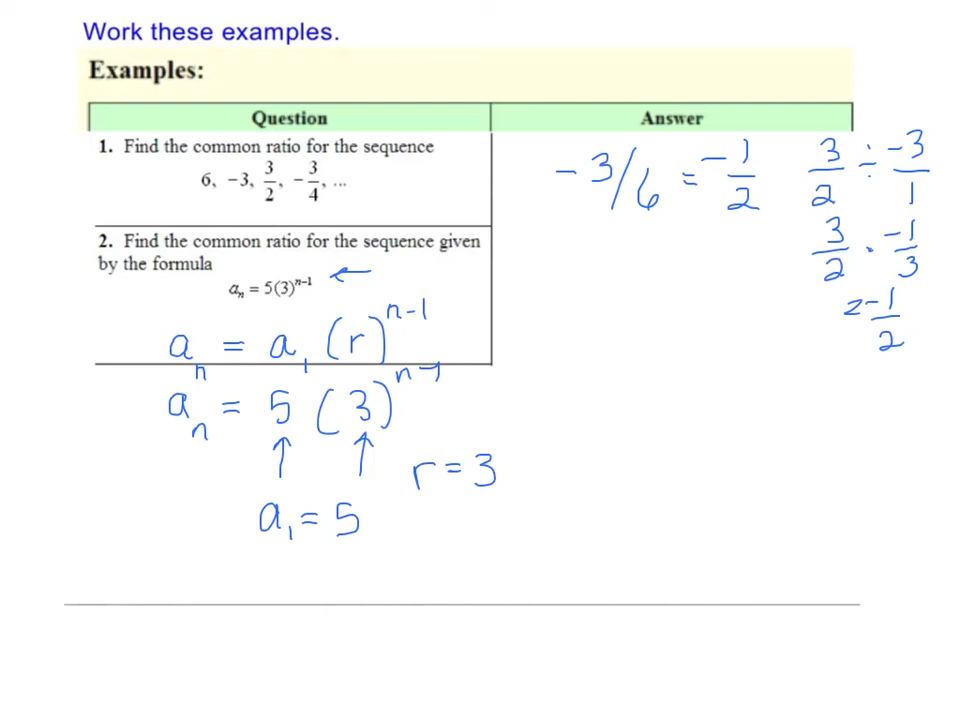 Work these examples.
Examples:
Question Answer
1. Find the common ratio for the sequence
6, −3, 3/2, −3/4, ...
-3/6 = -1/2
3/2 ÷ -3/1
3/2 · -1/3
= -1/2
2. Find the common ratio for the sequence given
by the formula
aₙ = 5(3)ⁿ⁻¹ ←
aₙ = a₁(r)ⁿ⁻¹
aₙ = 5(3)ⁿ⁻¹
↑ ↑
r = 3
a₁ = 5